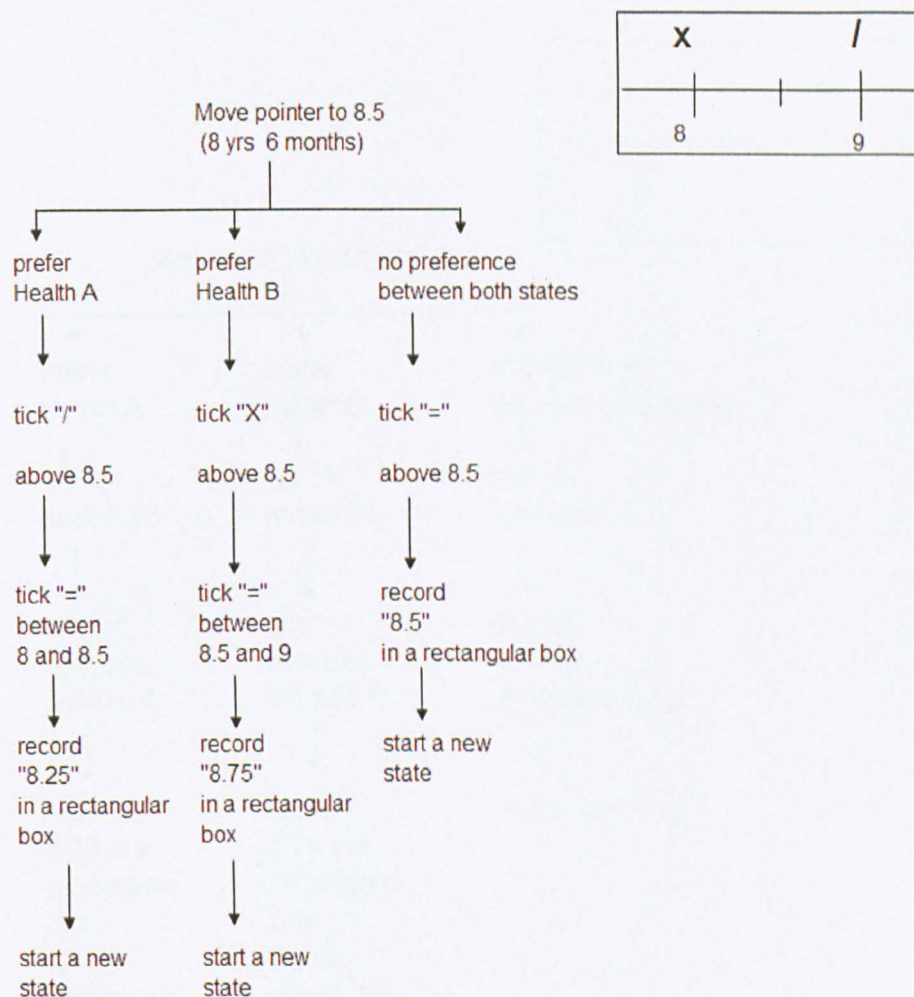 X /
8 9
Move pointer to 8.5
(8 yrs 6 months)
prefer
Health A
prefer
Health B
no preference
between both states
tick "/"
above 8.5
tick "X"
above 8.5
tick "="
above 8.5
tick "="
between
8 and 8.5
tick "="
between
8.5 and 9
record
"8.5"
in a rectangular box
record
"8.25"
in a rectangular
box
record
"8.75"
in a rectangular
box
start a new
state
start a new
state
start a new
state